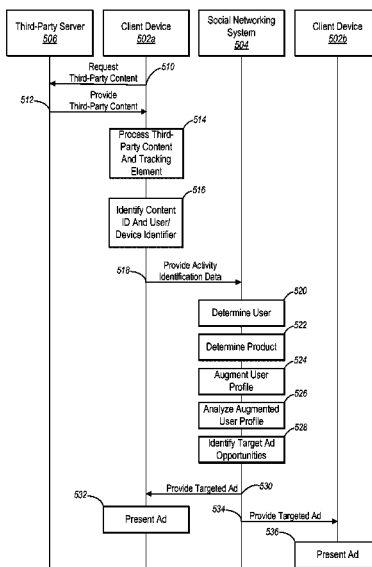 Third-Party Server
506
Client Device
502a
Social Networking
System
504
Client Device
502b
Request
Third-Party Content
510
512
Provide
Third-Party Content
514
Process Third-
Party Content
And Tracking
Element
516
Identify Content
ID And User/
Device Identifier
518
Provide Activity
Identification Data
520
Determine User
522
Determine Product
524
Augment User
Profile
526
Analyze Augmented
User Profile
528
Identify Target Ad
Opportunities
Provide Targeted Ad
530
532
Present Ad
534
Provide Targeted Ad
536
Present Ad